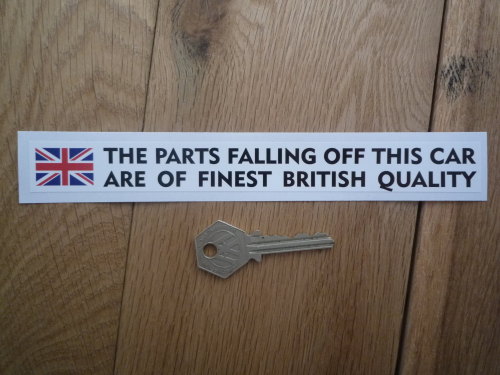 THE PARTS FALLING OFF THIS CAR
ARE OF FINEST BRITISH QUALITY